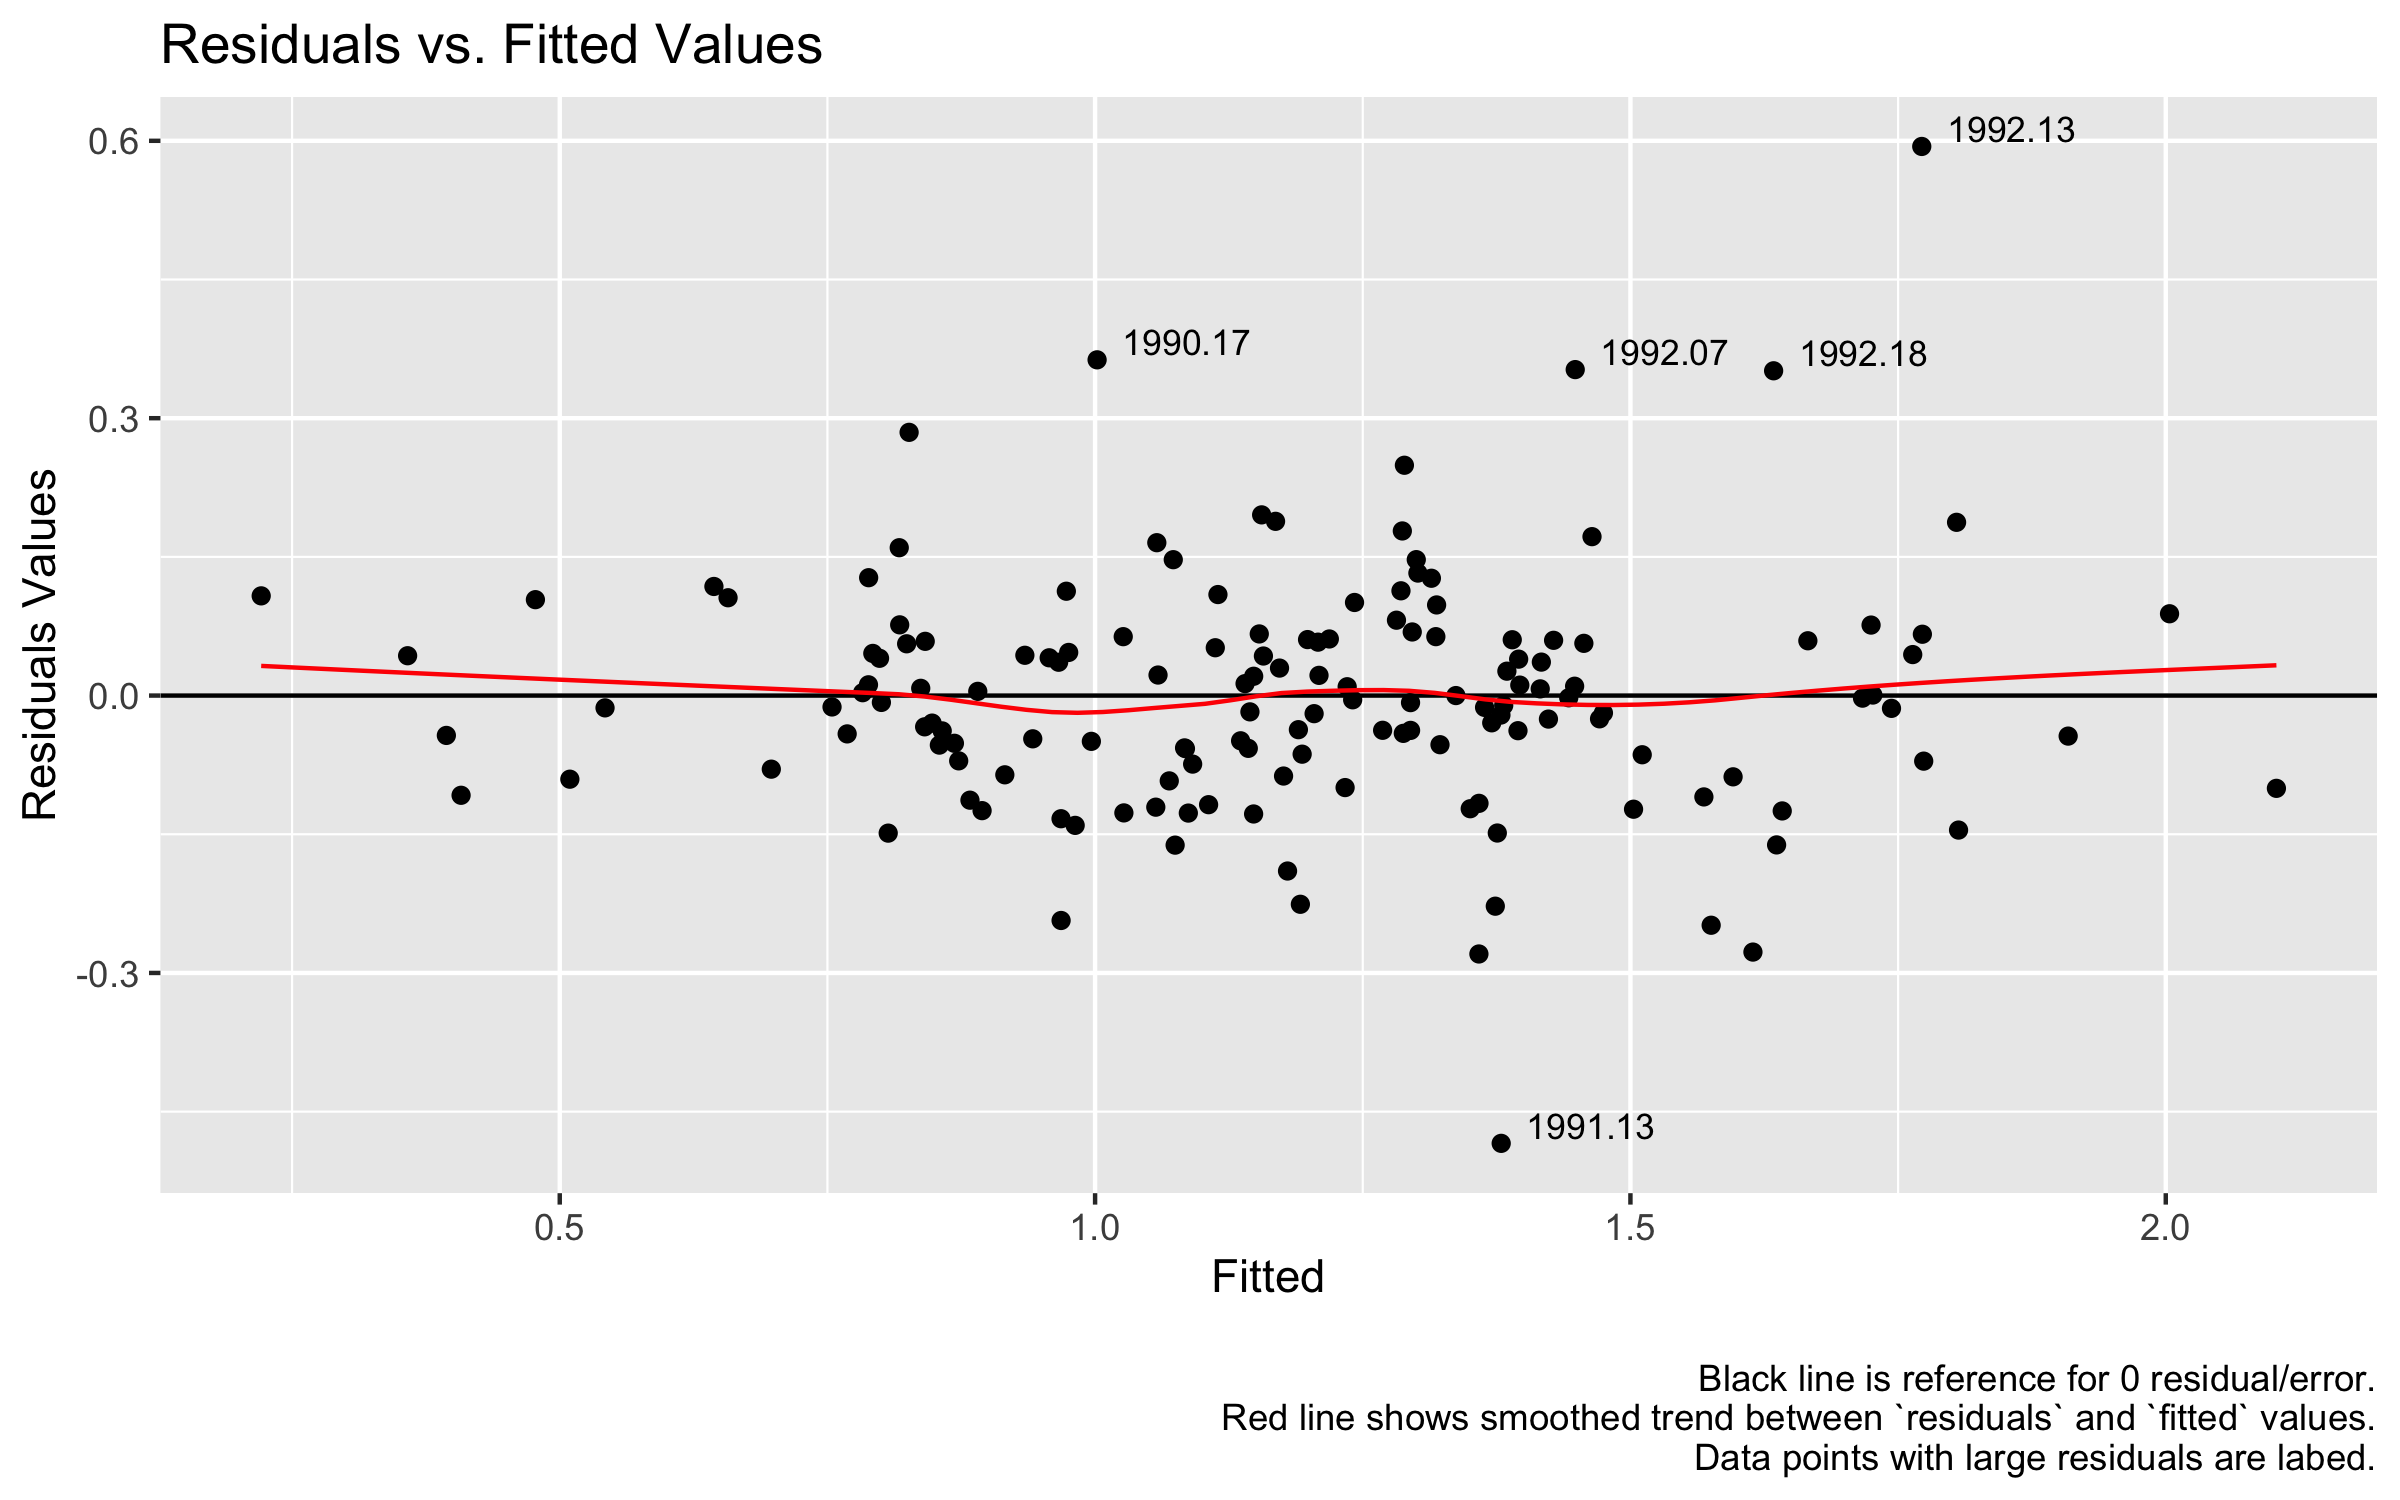 Residuals vs. Fitted Values
0.6
0.3
0.0
-0.3
Residuals Values
1992.13
1990.17
1992.07
1992.18
1991.13
0.5
1.0
1.5
2.0
Fitted
Black line is reference for 0 residual/error.
Red line shows smoothed trend between `residuals` and `fitted` values.
Data points with large residuals are labed.